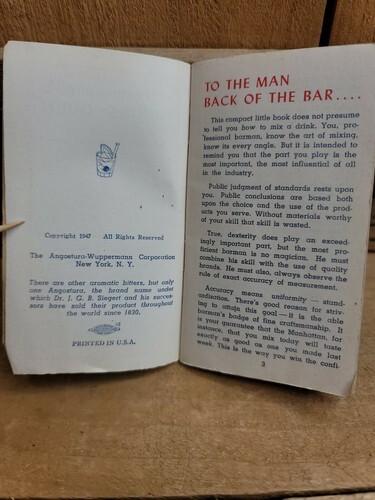 Copyright 1947 All Rights Reserved
The Angostura-Wuppermann Corporation
New York, N. Y.
There are other aromatic bitters, but only
one Angostura, the brand name under
which Dr. J. G. B. Siegert and his succes-
sors have sold their product throughout
the world since 1830.
PRINTED IN U.S.A.
TO THE MAN
BACK OF THE BAR....
This compact little book does not presume
to tell you how to mix a drink. You, pro-
fessional barman, know the art of mixing,
know its every angle. But it is intended to
remind you that the part you play is the
most important, the most influential of all
in the industry.
Public judgment of standards rests upon
you. Public conclusions are both based
upon the choice and the use of the prod-
ucts you serve. Without materials worthy
of your skill that skill is wasted.
True, dexterity does play an exceed-
ingly important part, but the most pro-
ficient barman is no magician. He must
combine his skill with the use of quality
brands. He must also, always observe the
rule of exact accuracy of measurement.
Accuracy means uniformity — stand-
ardisation. There's good reason for striv-
ing to attain this goal — it is the able
barman's badge of fine craftsmanship. It
is your guarantee that the Manhattan, for
instance, that you mix today will taste
exactly as good as one you made last
week. This is the way you win the confi-
3